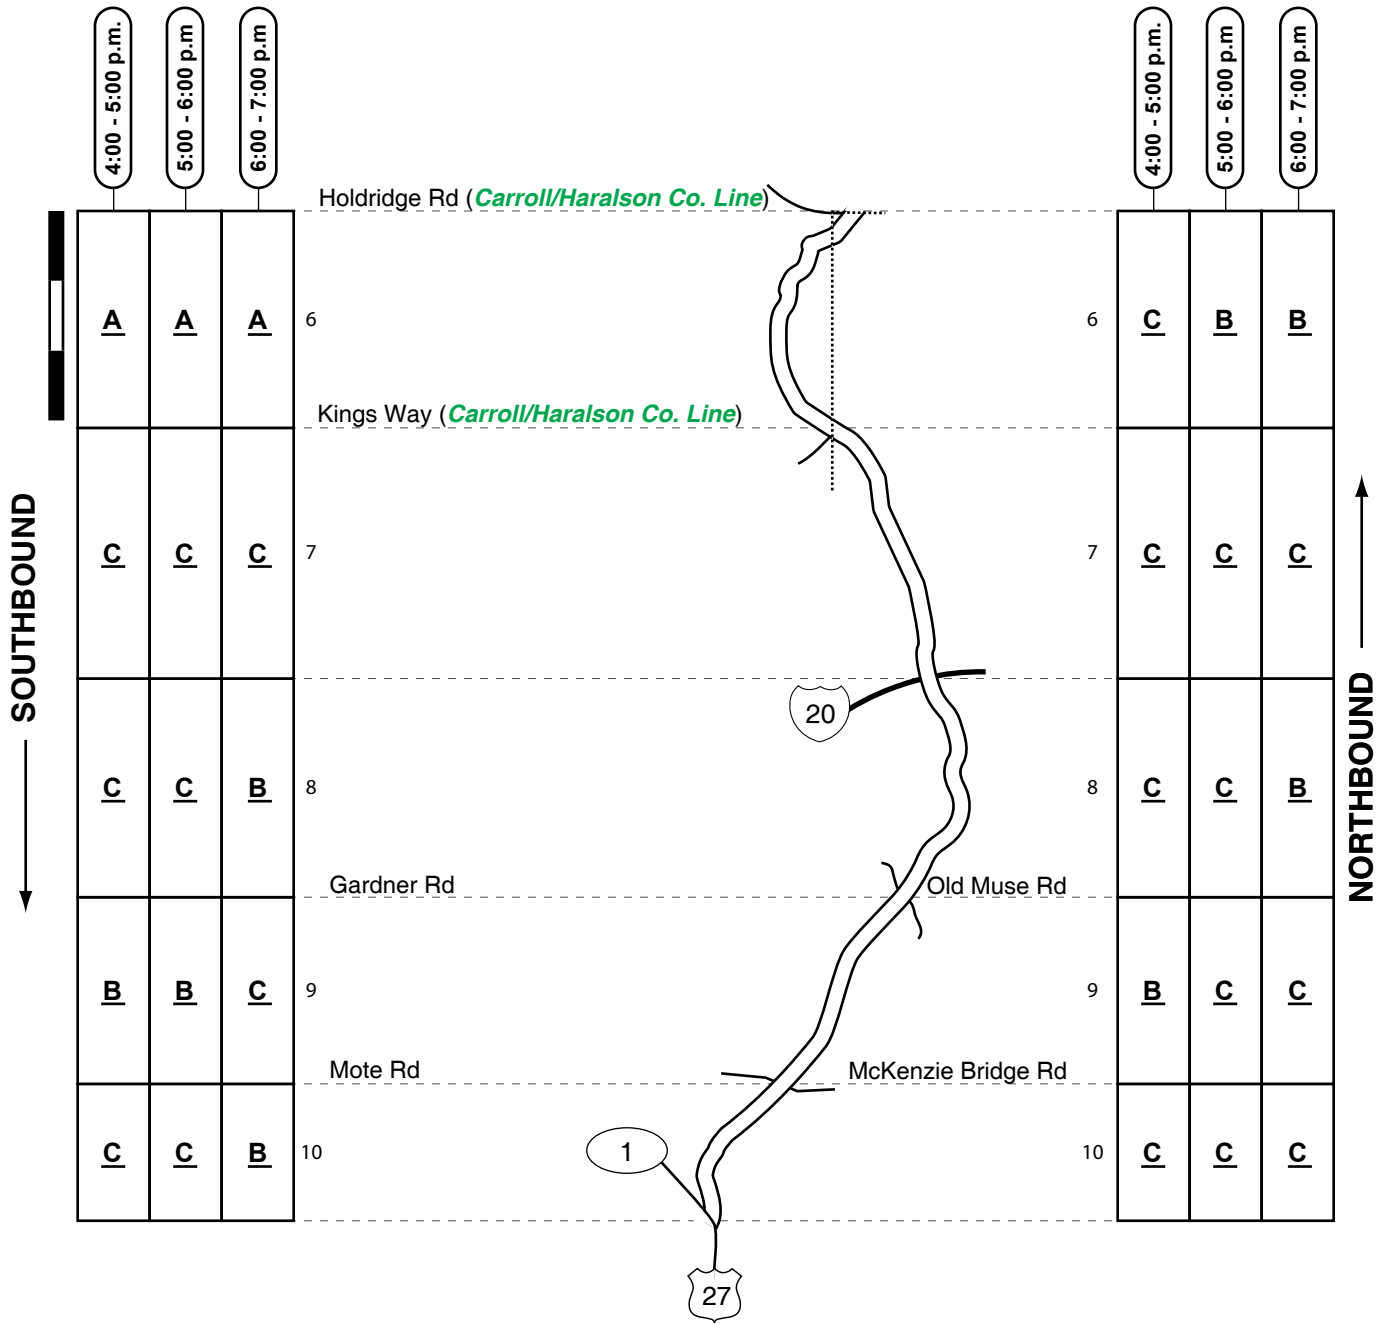 4:00 - 5:00 p.m.
5:00 - 6:00 p.m
6:00 - 7:00 p.m
4:00 - 5:00 p.m.
5:00 - 6:00 p.m
6:00 - 7:00 p.m
Holdridge Rd (Carroll/Haralson Co. Line)
A A A 6 6 C B B
Kings Way (Carroll/Haralson Co. Line)
SOUTHBOUND
C C C 7 7 C C C
20
NORTHBOUND
C C B 8 8 C C B
Gardner Rd Old Muse Rd
B B C 9 9 B C C
Mote Rd McKenzie Bridge Rd
C C B 10 1 10 C C C
27